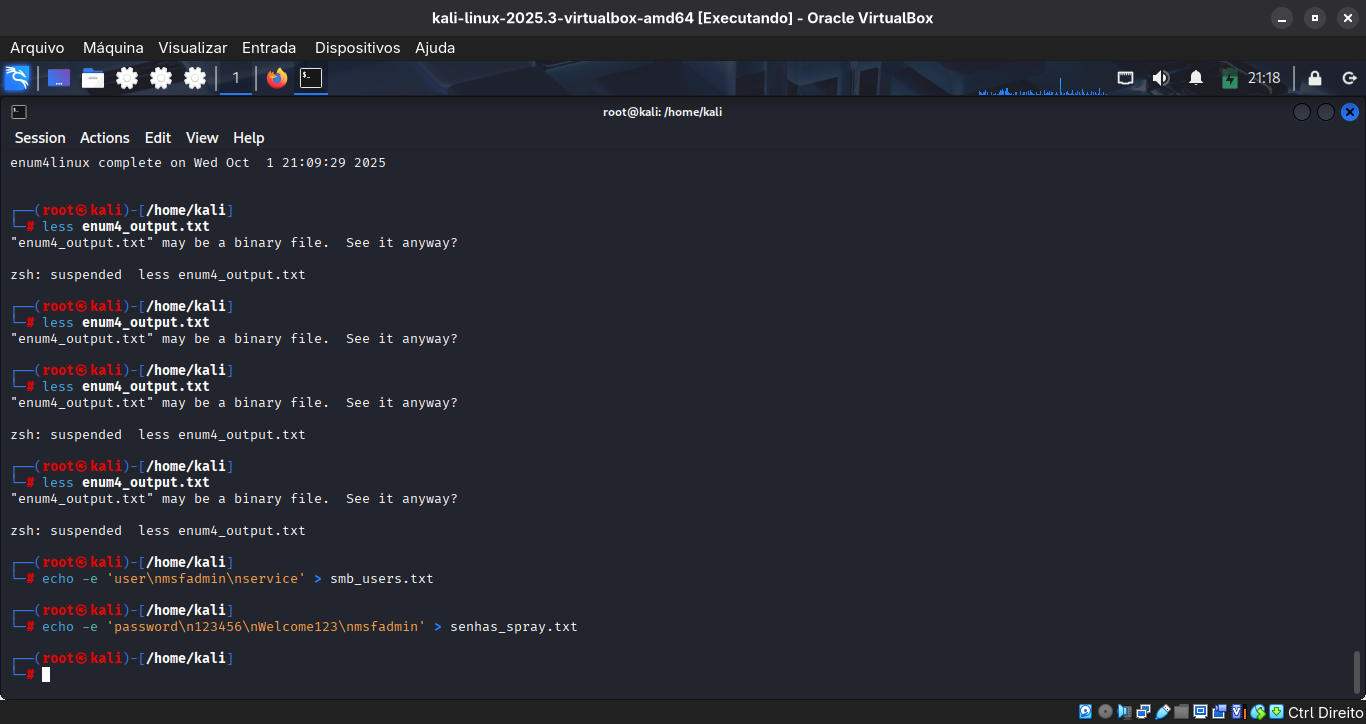 kali-linux-2025.3-virtualbox-amd64 [Executando] - Oracle VirtualBox
Arquivo Máquina Visualizar Entrada Dispositivos Ajuda
1 21:18
root@kali: /home/kali
Session Actions Edit View Help
enum4linux complete on Wed Oct  1 21:09:29 2025
┌──(root㉿kali)-[/home/kali]
└─# less enum4_output.txt
"enum4_output.txt" may be a binary file.  See it anyway?
zsh: suspended  less enum4_output.txt
┌──(root㉿kali)-[/home/kali]
└─# less enum4_output.txt
"enum4_output.txt" may be a binary file.  See it anyway?
┌──(root㉿kali)-[/home/kali]
└─# less enum4_output.txt
"enum4_output.txt" may be a binary file.  See it anyway?
zsh: suspended  less enum4_output.txt
┌──(root㉿kali)-[/home/kali]
└─# less enum4_output.txt
"enum4_output.txt" may be a binary file.  See it anyway?
zsh: suspended  less enum4_output.txt
┌──(root㉿kali)-[/home/kali]
└─# echo -e 'user\nmsfadmin\nservice' > smb_users.txt
┌──(root㉿kali)-[/home/kali]
└─# echo -e 'password\n123456\nWelcome123\nmsfadmin' > senhas_spray.txt
┌──(root㉿kali)-[/home/kali]
└─#
Ctrl Direito